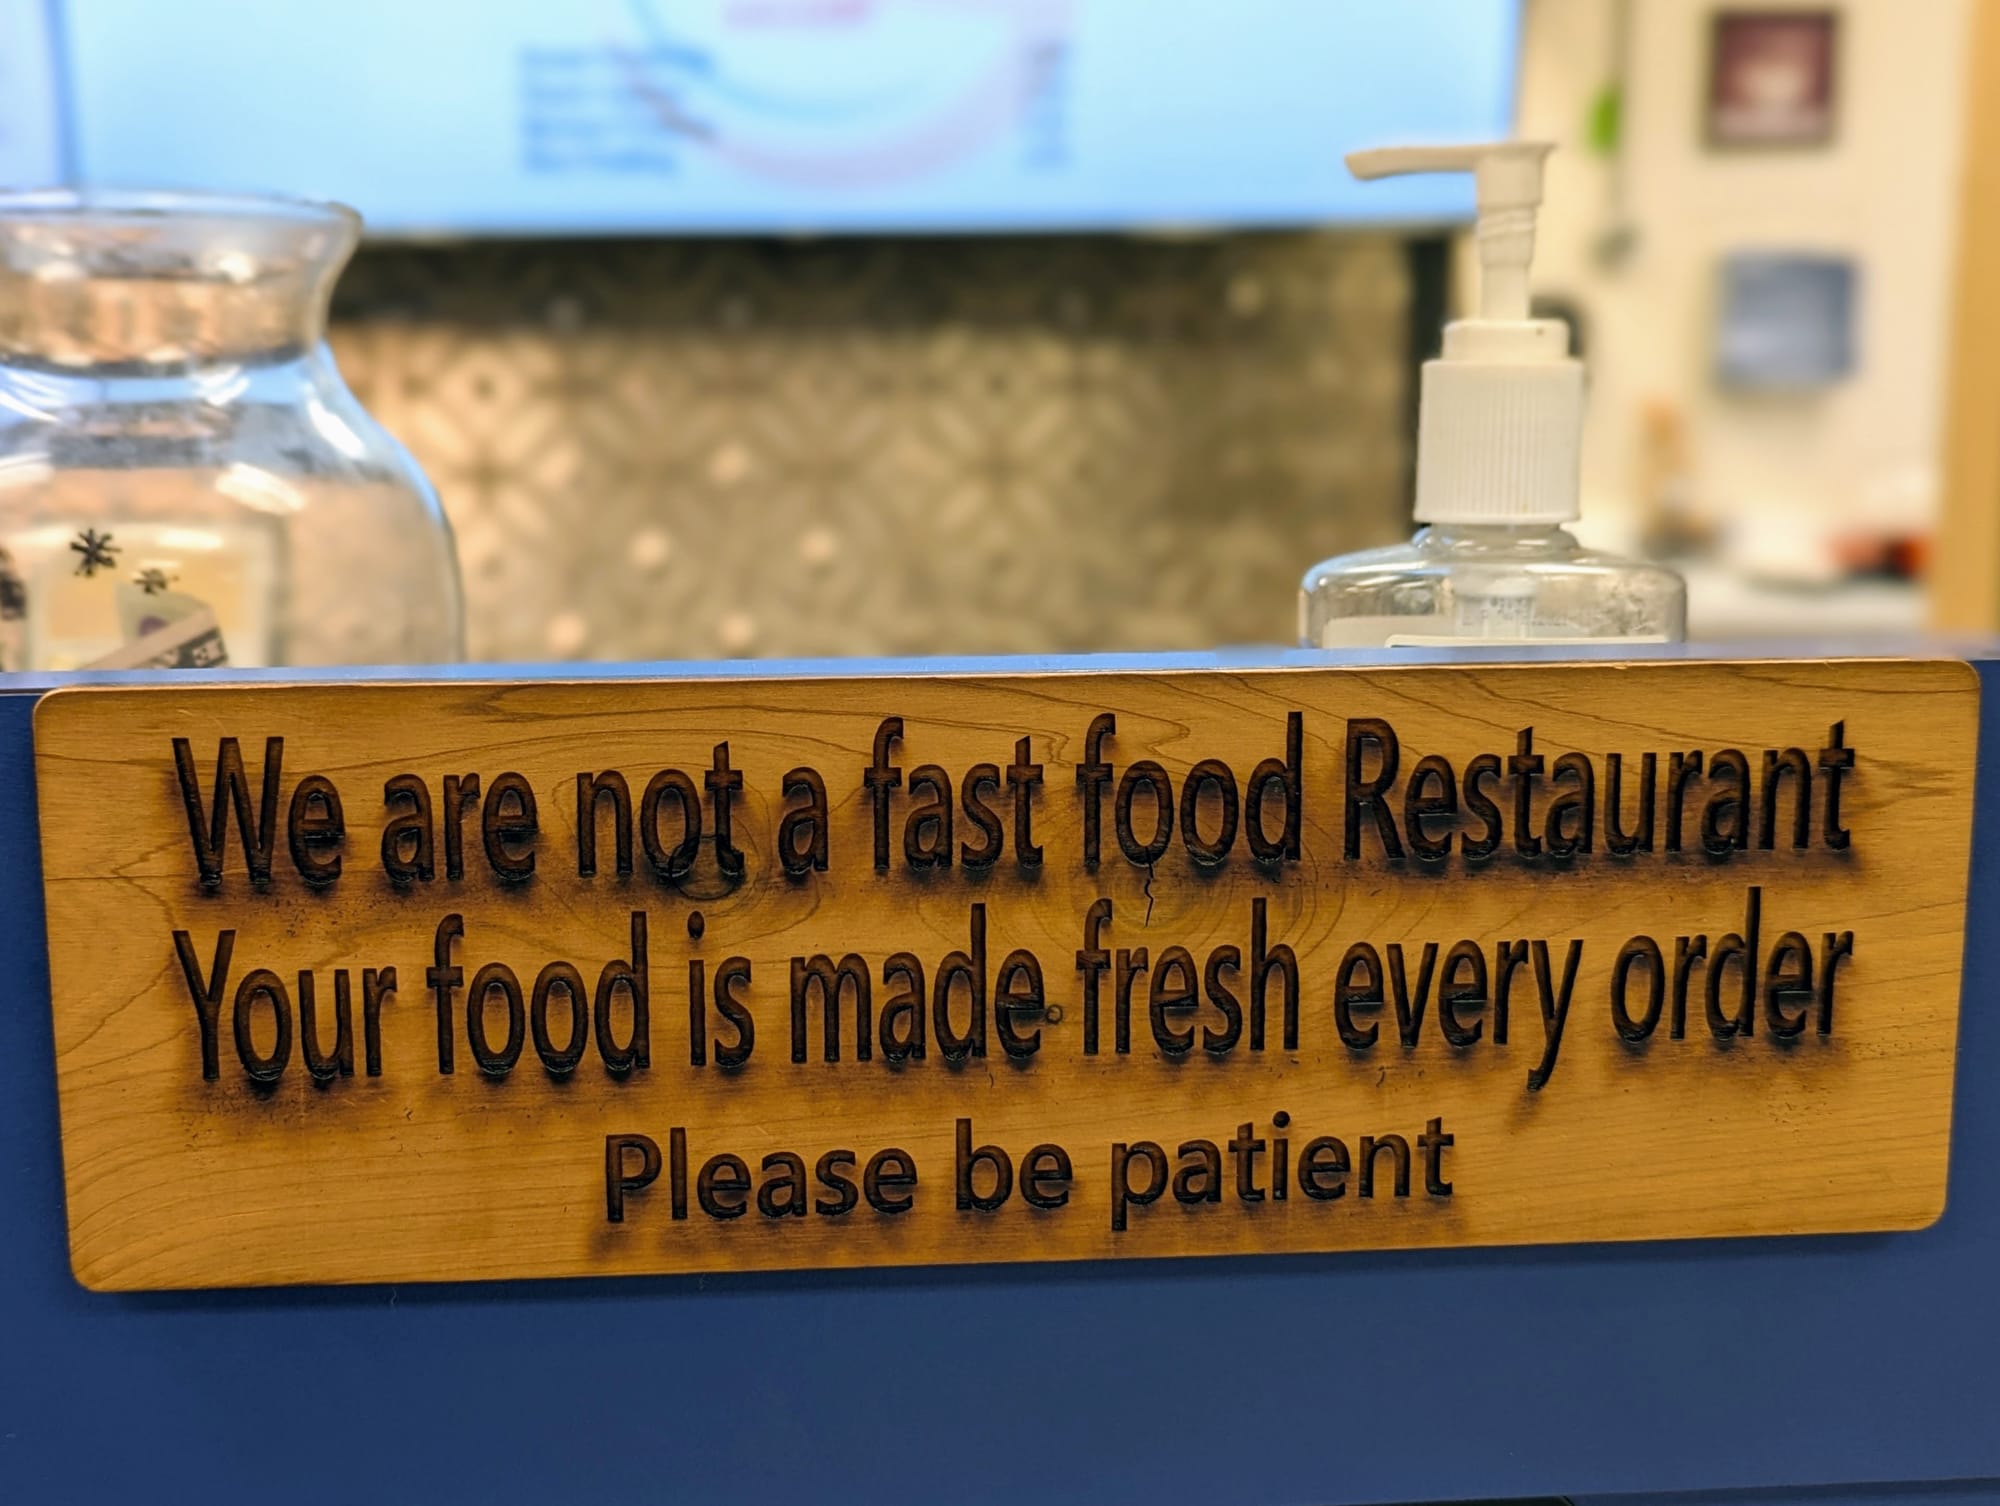 We are not a fast food Restaurant
Your food is made fresh every order
Please be patient